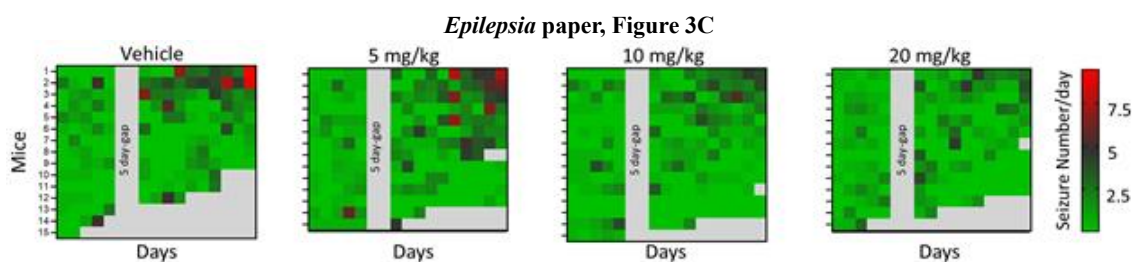 Epilepsia paper, Figure 3C
Vehicle
5 mg/kg
10 mg/kg
20 mg/kg
Mice
1
2
3
4
5
6
7
8
9
10
11
12
13
14
15
5 day-gap
5 day-gap
5 day-gap
5 day-gap
Days
Days
Days
Days
7.5
5
2.5
Seizure Number/day